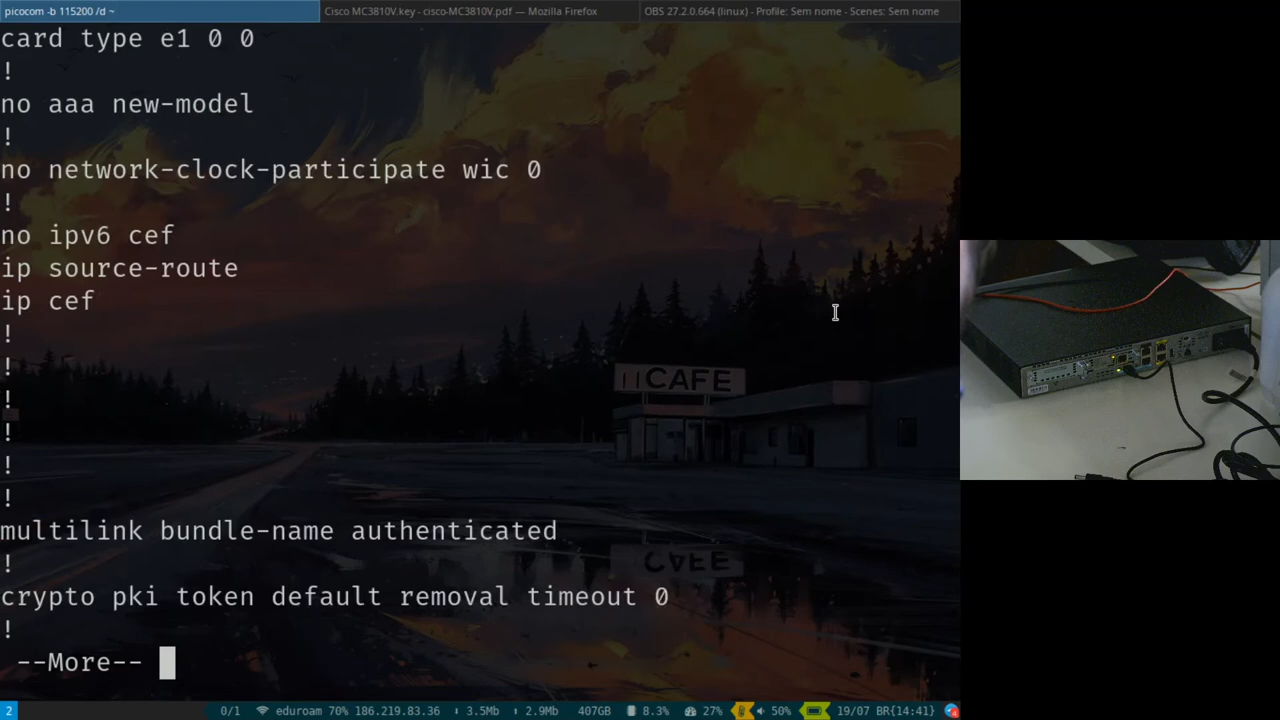 picocom -b 115200 /d ~
Cisco MC3810V.key - cisco-MC3810V.pdf — Mozilla Firefox
OBS 27.2.0.664 (linux) - Profile: Sem nome - Scenes: Sem nome
card type e1 0 0
!
no aaa new-model
!
no network-clock-participate wic 0
!
no ipv6 cef
ip source-route
ip cef
!
!
!
!
!
!
multilink bundle-name authenticated
!
crypto pki token default removal timeout 0
!
--More--
CAFE
CAFE
2
0/1 eduroam 70% 186.219.83.36 3.5Mb 2.9Mb 407GB 8.3% 27% 50% 19/07 BR{14:41} 4